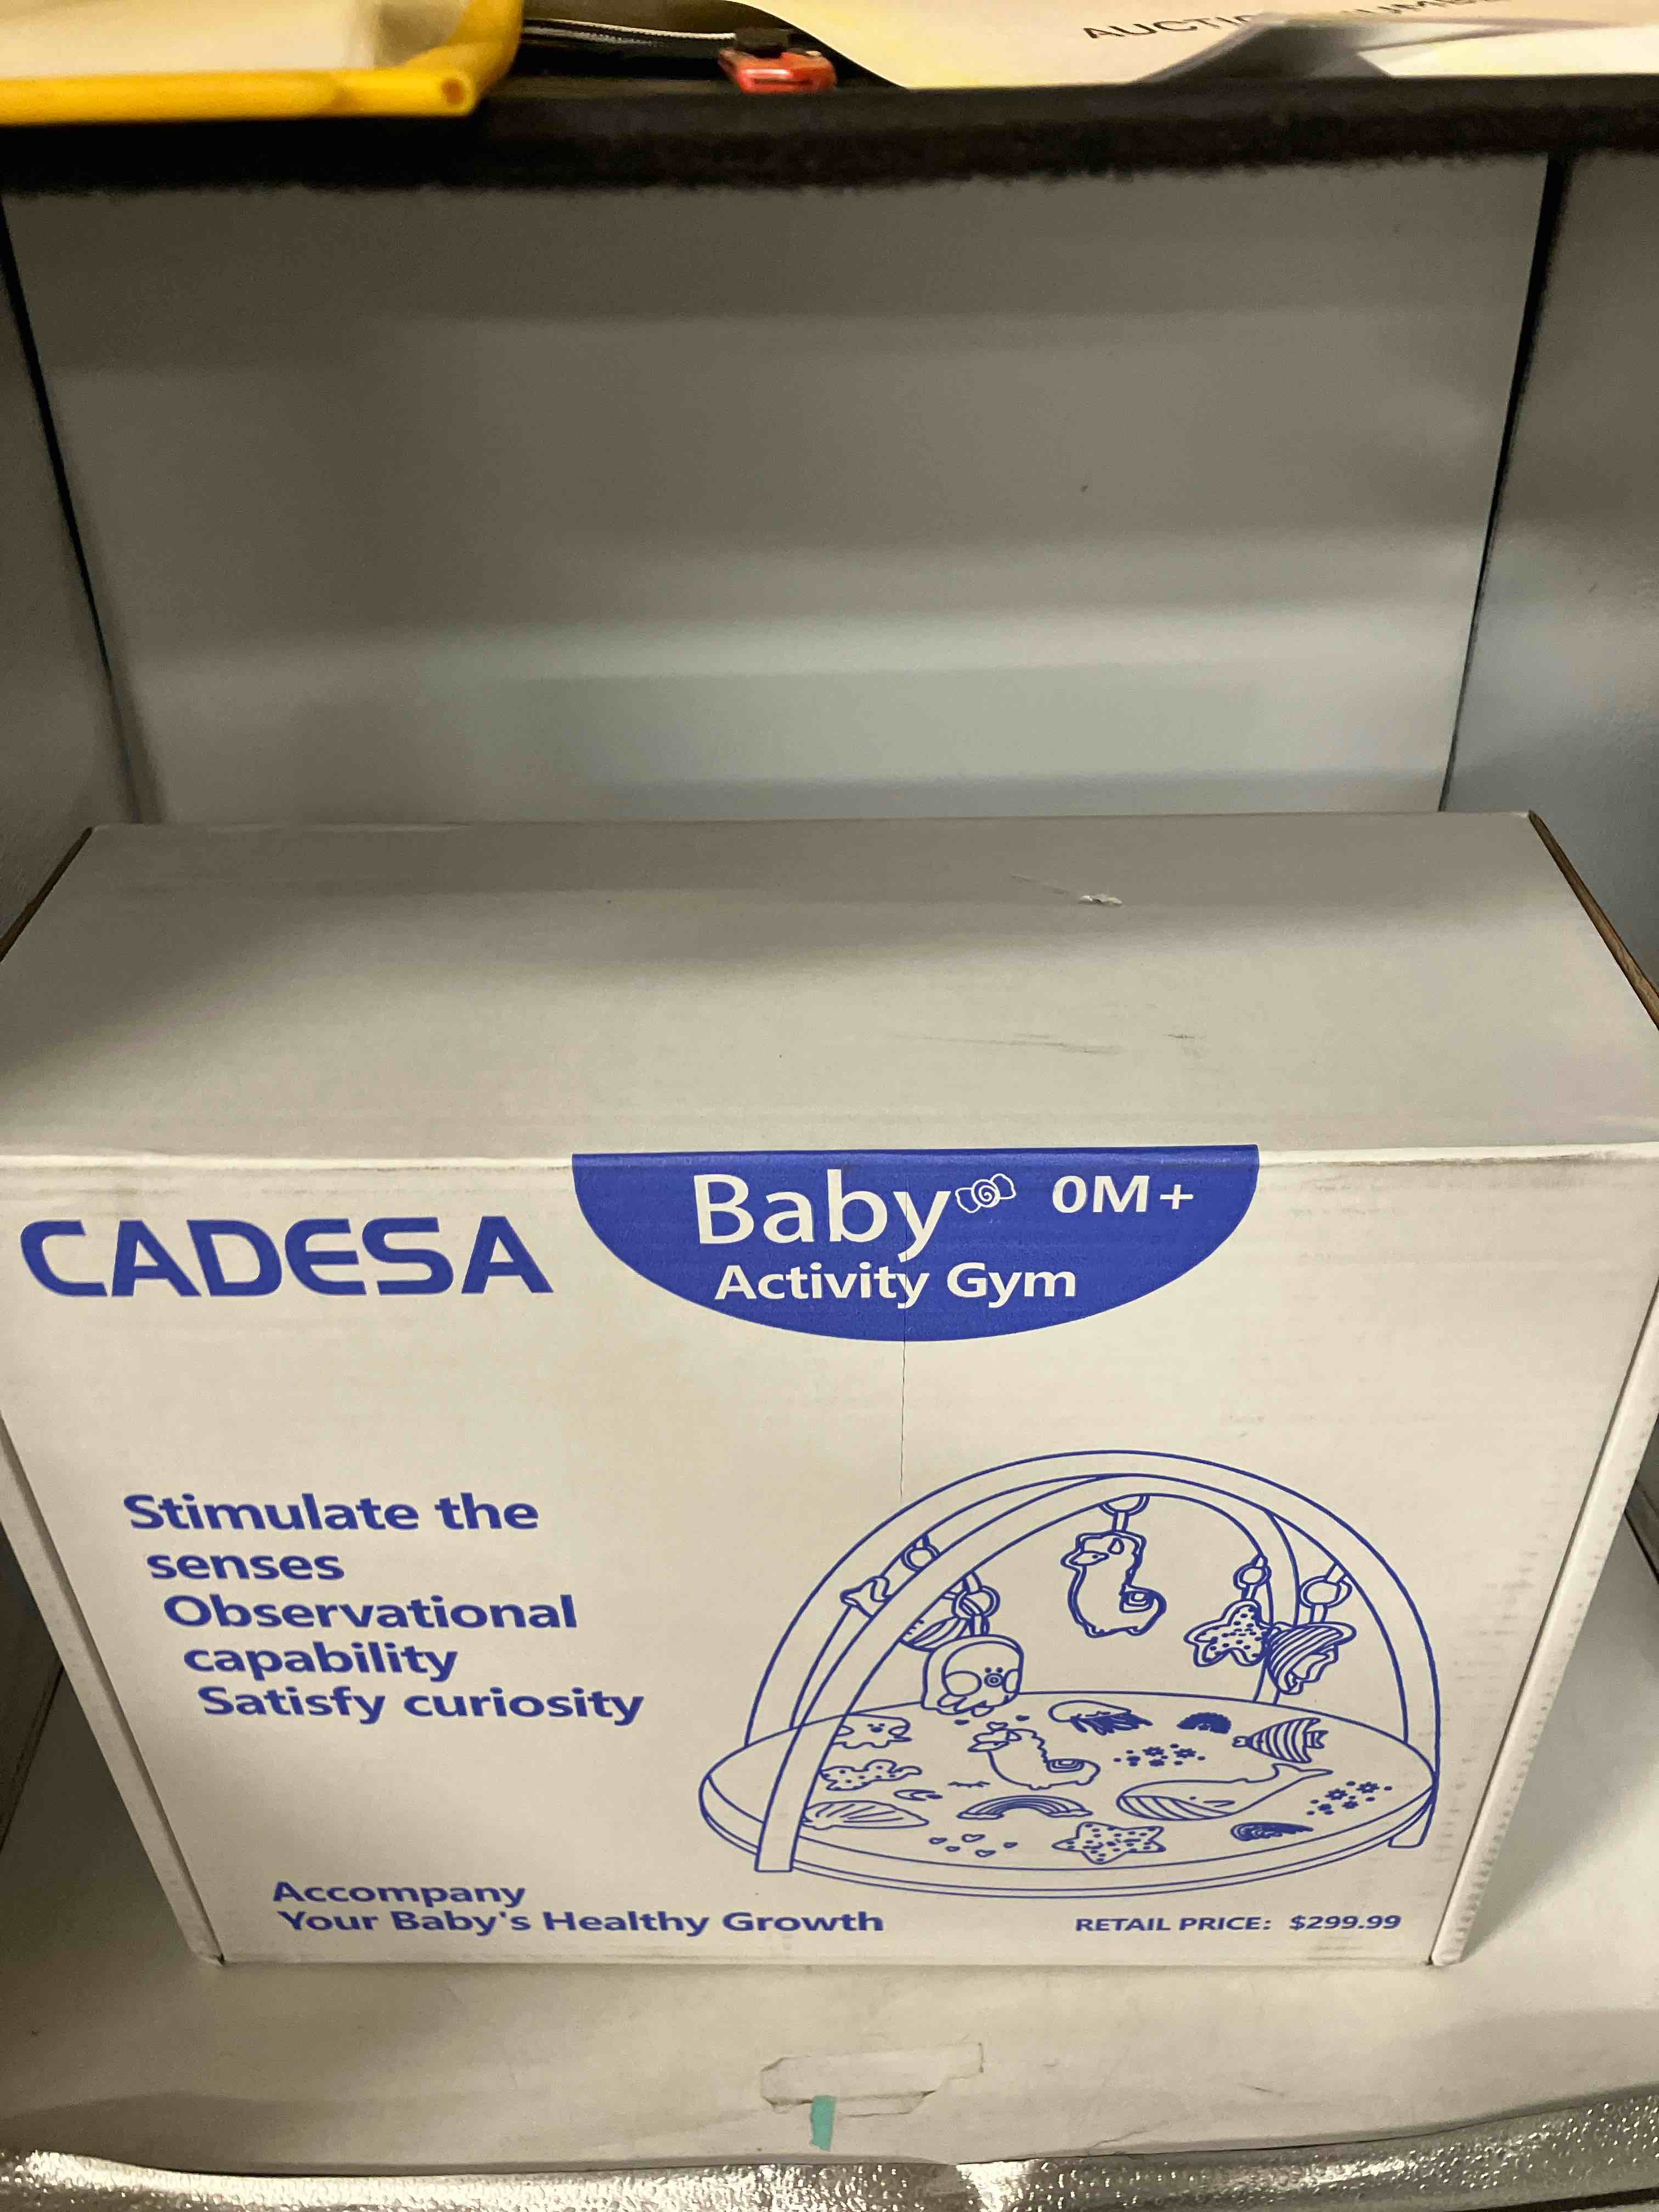 CADESA
Baby 0M+
Activity Gym
Stimulate the
senses
Observational
capability
Satisfy curiosity
Accompany
Your Baby's Healthy Growth
RETAIL PRICE: $299.99